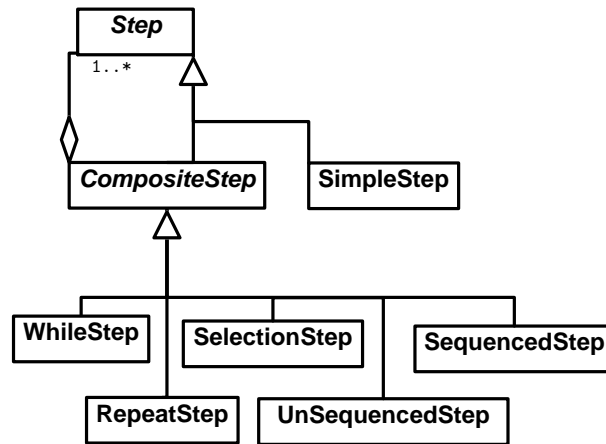 Step
1..*
CompositeStep
SimpleStep
WhileStep
SelectionStep
SequencedStep
RepeatStep
UnSequencedStep